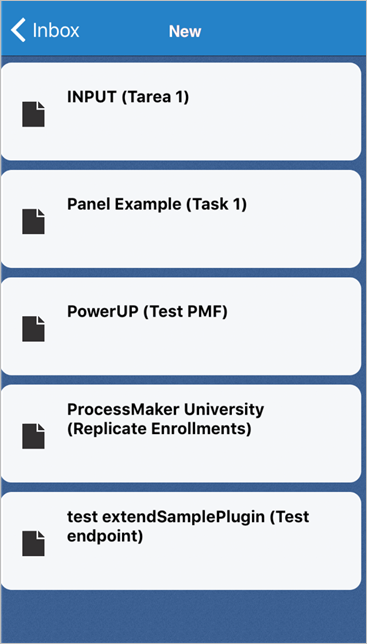 Inbox
New
INPUT (Tarea 1)
Panel Example (Task 1)
PowerUP (Test PMF)
ProcessMaker University
(Replicate Enrollments)
test extendSamplePlugin (Test
endpoint)